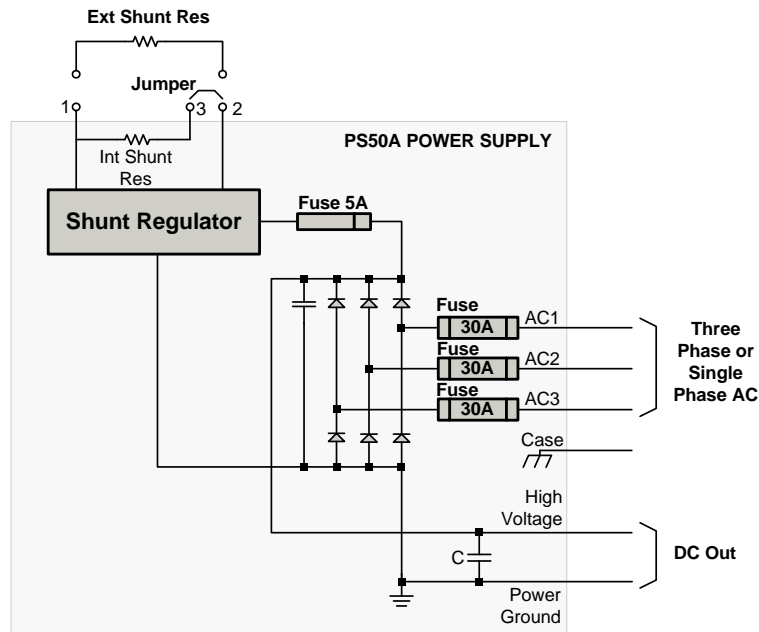 Ext Shunt Res
Jumper
1
3
2
Int Shunt
Res
PS50A POWER SUPPLY
Shunt Regulator
Fuse 5A
Fuse
30A
AC1
Fuse
30A
AC2
Fuse
30A
AC3
Three
Phase or
Single
Phase AC
Case
High
Voltage
C
DC Out
Power
Ground